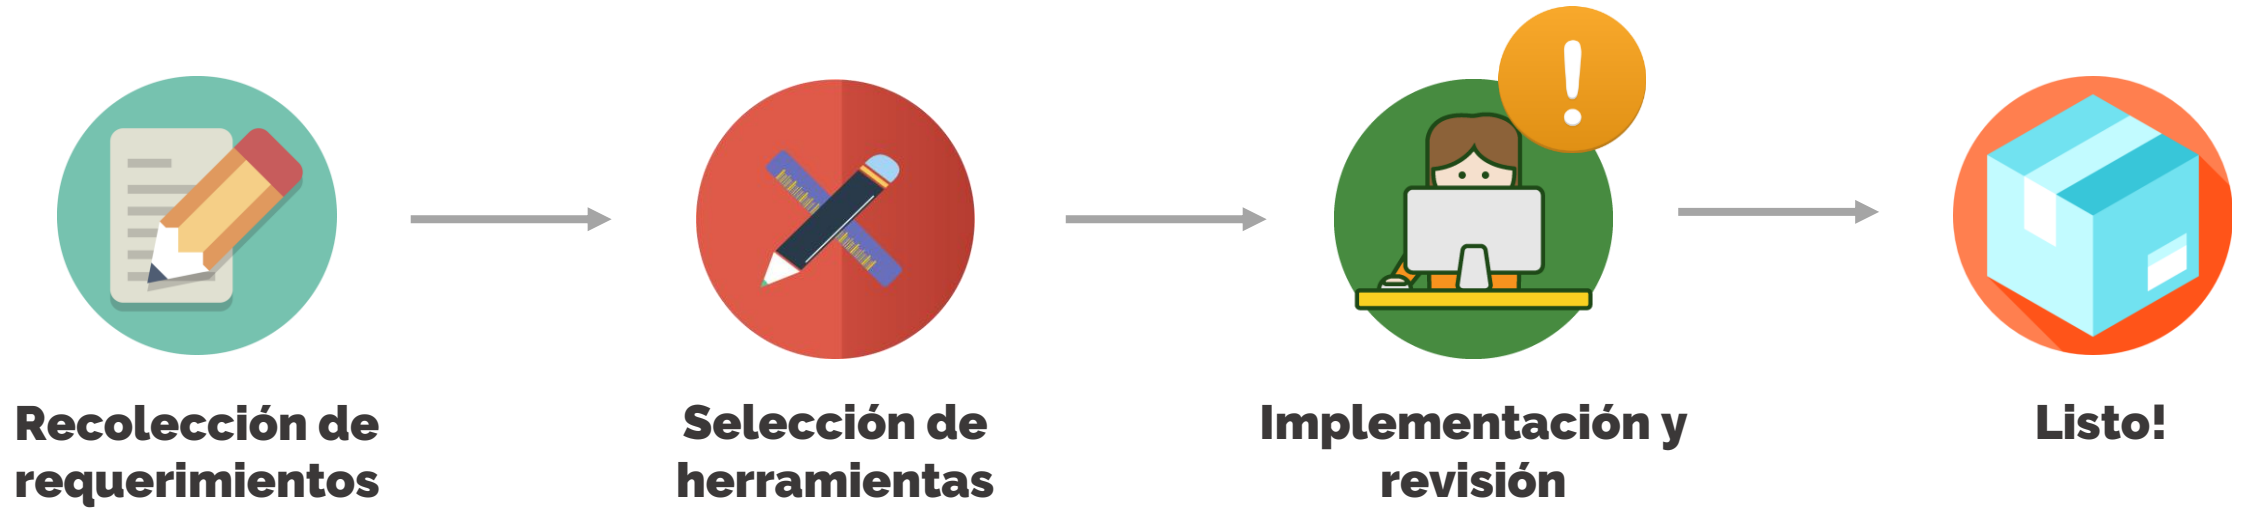 Recolección de
requerimientos
Selección de
herramientas
Implementación y
revisión
Listo!
!